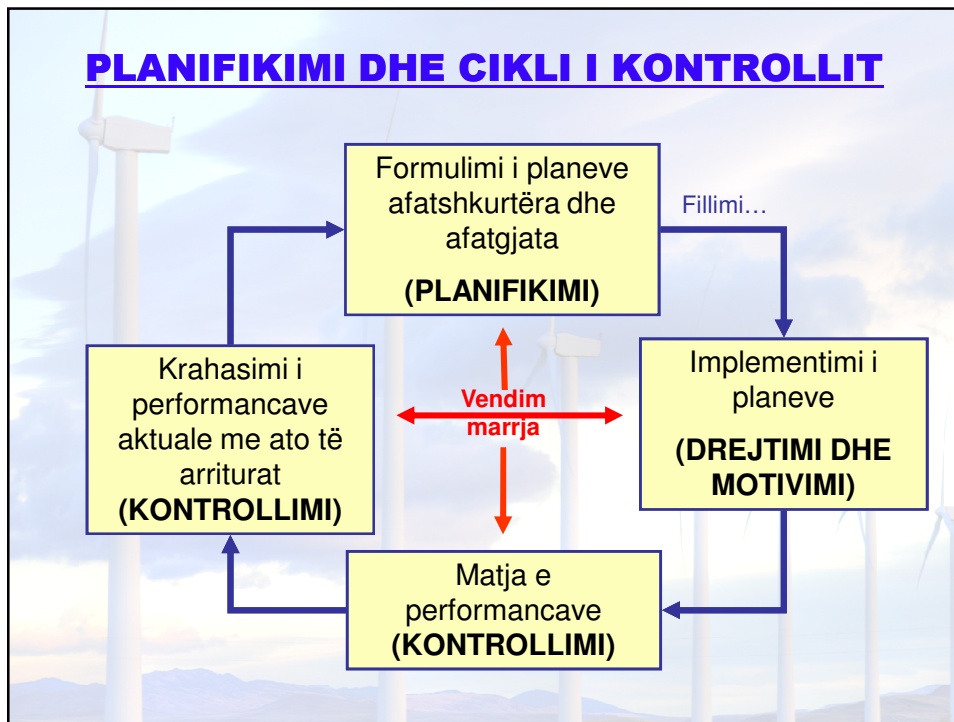 PLANIFIKIMI DHE CIKLI I KONTROLLIT
Formulimi i planeve
afatshkurtëra dhe
afatgjata
(PLANIFIKIMI)
Fillimi…
Implementimi i
planeve
(DREJTIMI DHE
MOTIVIMI)
Matja e
performancave
(KONTROLLIMI)
Krahasimi i
performancave
aktuale me ato të
arriturat
(KONTROLLIMI)
Vendim
marrja